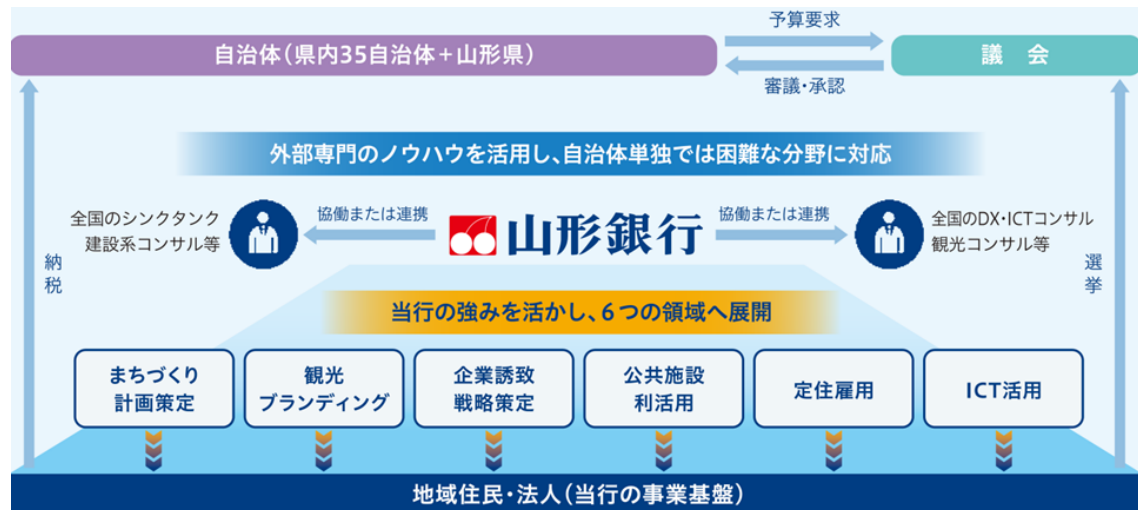 予算要求
自治体(県内35自治体+山形県)
議 会
審議・承認
外部専門のノウハウを活用し、自治体単独では困難な分野に対応
全国のシンクタンク
建設系コンサル等
協働または連携
山形銀行
協働または連携
全国のDX・ICTコンサル
観光コンサル等
納税
選挙
当行の強みを活かし、6つの領域へ展開
まちづくり
計画策定
観光
ブランディング
企業誘致
戦略策定
公共施設
利活用
定住雇用
ICT活用
地域住民・法人(当行の事業基盤)